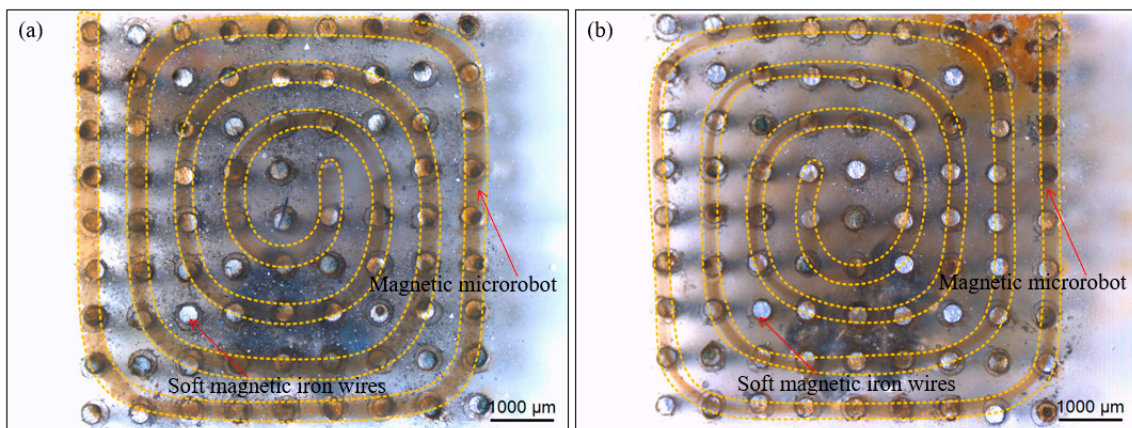 (a)
Magnetic microrobot
Soft magnetic iron wires
1000 μm
(b)
Magnetic microrobot
Soft magnetic iron wires
1000 μm